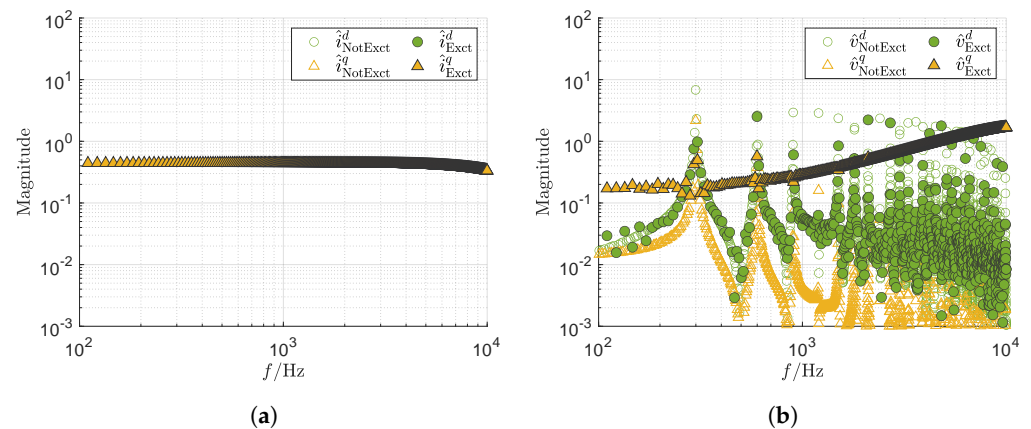 10^2
10^1
10^0
10^-1
10^-2
10^-3
Magnitude
î^d_NotExct î^d_Exct
î^q_NotExct î^q_Exct
10^2 10^3 10^4
f/Hz
(a)
10^2
10^1
10^0
10^-1
10^-2
10^-3
Magnitude
v̂^d_NotExct v̂^d_Exct
v̂^q_NotExct v̂^q_Exct
10^2 10^3 10^4
f/Hz
(b)